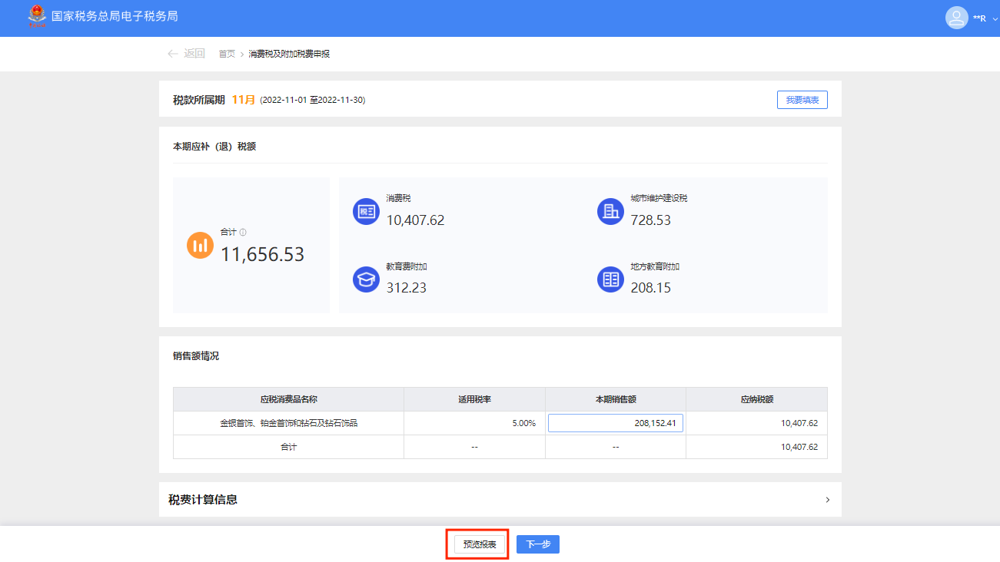 国家税务总局电子税务局
**R
返回 首页 > 消费税及附加税费申报
税款所属期 11月 (2022-11-01 至2022-11-30) 我要填表
本期应补（退）税额
合计
11,656.53
消费税
10,407.62
城市维护建设税
728.53
教育费附加
312.23
地方教育附加
208.15
销售额情况
应税消费品名称 适用税率 本期销售额 应纳税额
金银首饰、铂金首饰和钻石及钻石饰品 5.00% 208,152.41 10,407.62
合计 -- -- 10,407.62
税费计算信息
预览报表 下一步